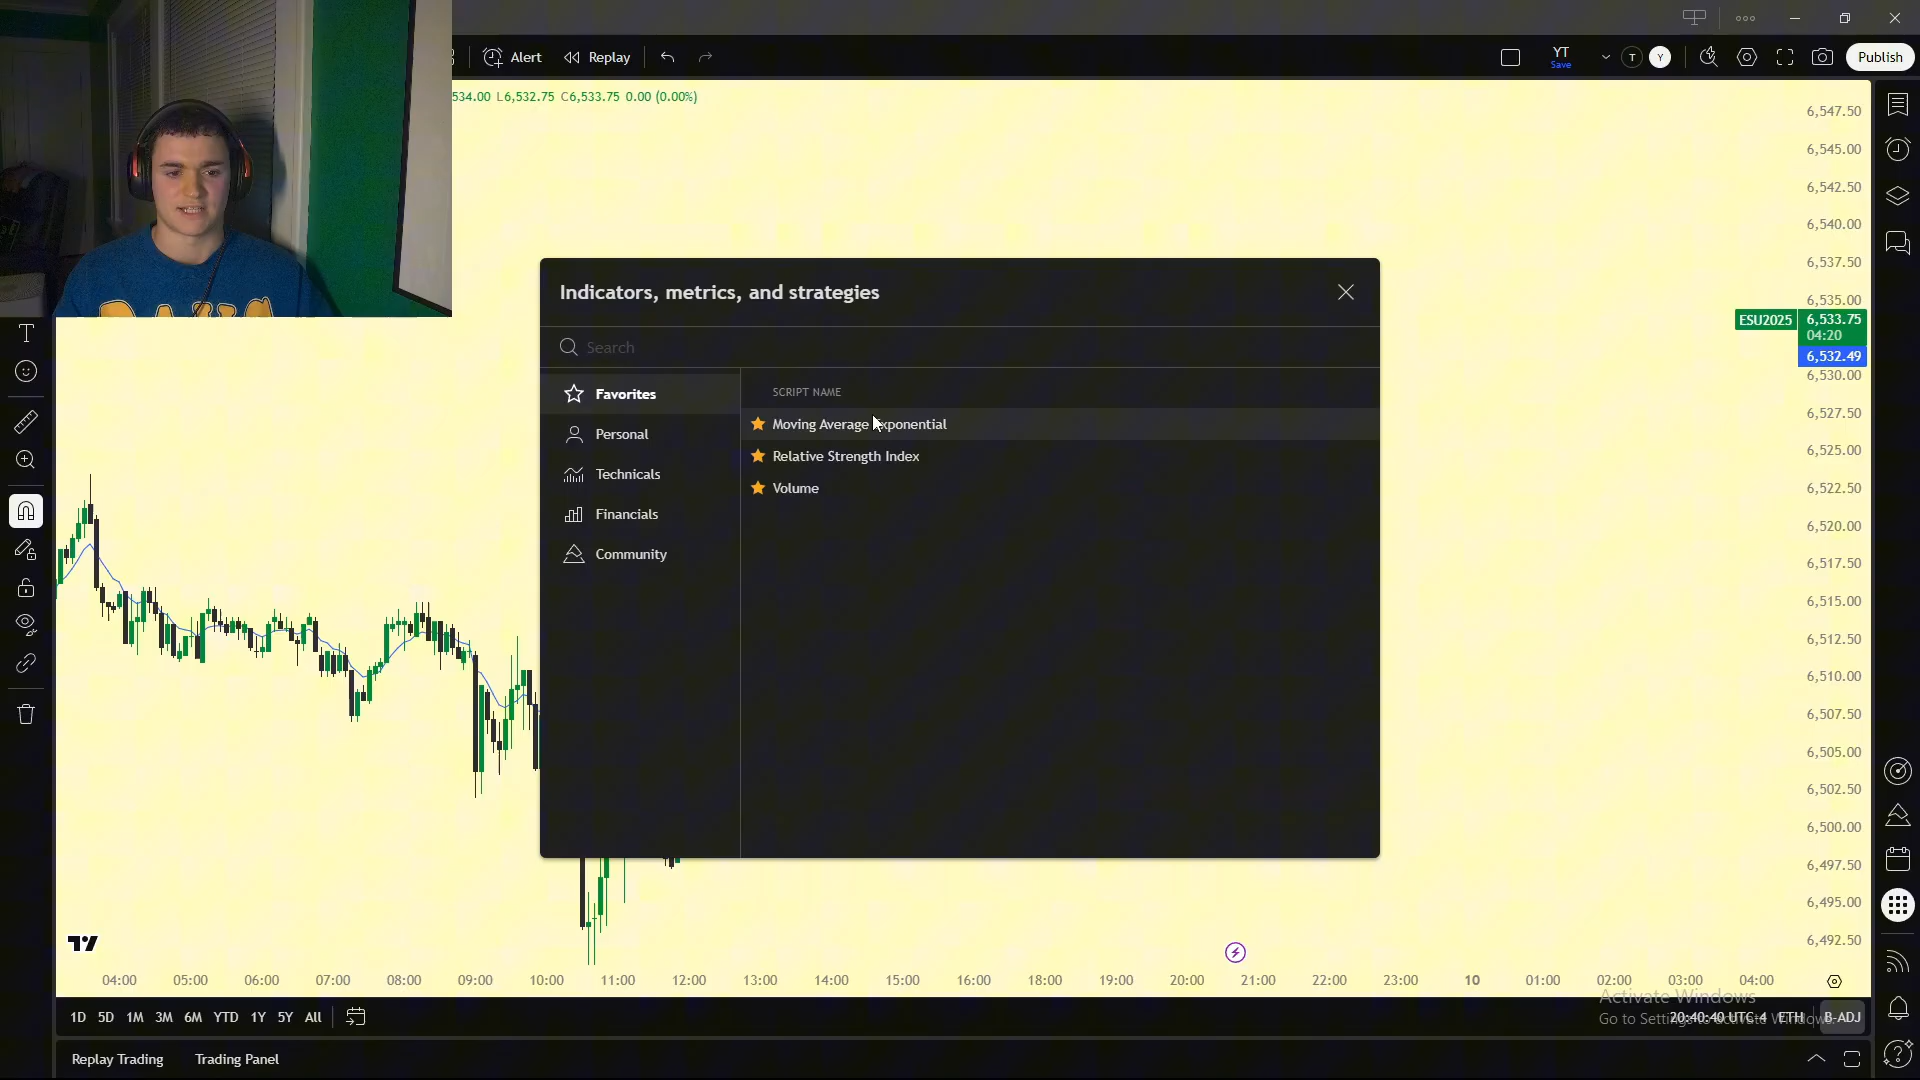 Alert
Replay
YT
Save
T
Y
Publish
534.00 L6,532.75 C6,533.75 0.00 (0.00%)
6,547.50
6,545.00
6,542.50
6,540.00
6,537.50
6,535.00
ESU2025 6,533.75
04:20
6,532.49
6,530.00
6,527.50
6,525.00
6,522.50
6,520.00
6,517.50
6,515.00
6,512.50
6,510.00
6,507.50
6,505.00
6,502.50
6,500.00
6,497.50
6,495.00
6,492.50
Indicators, metrics, and strategies
Search
Favorites
Personal
Technicals
Financials
Community
SCRIPT NAME
Moving Average Exponential
Relative Strength Index
Volume
04:00 05:00 06:00 07:00 08:00 09:00 10:00 11:00 12:00 13:00 14:00 15:00 16:00 17:00 18:00 19:00 20:00 21:00 22:00 23:00 10 01:00 02:00 03:00 04:00
Activate Windows
Go to Settings to activate Windows.
1D 5D 1M 3M 6M YTD 1Y 5Y All
20:40:40 UTC-4 ETH B-ADJ
Replay Trading Trading Panel